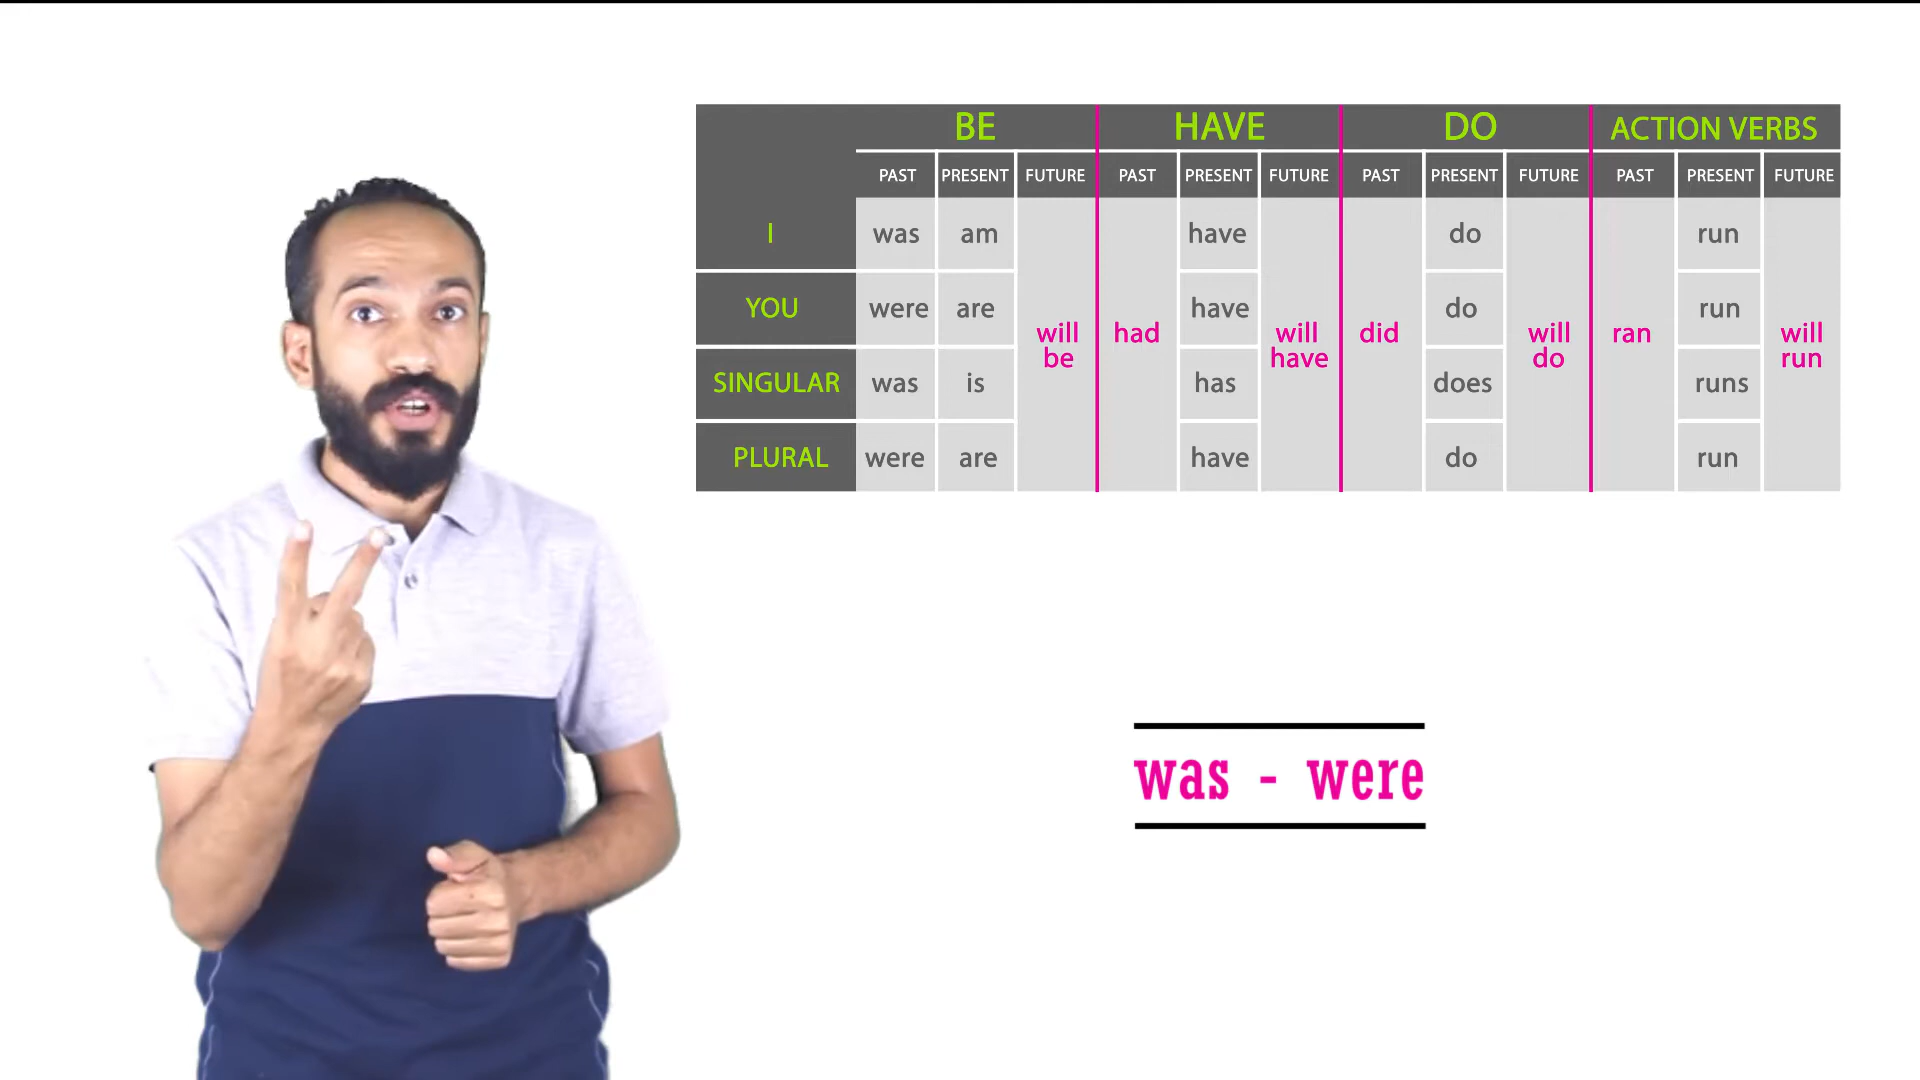 BE HAVE DO ACTION VERBS
PAST PRESENT FUTURE PAST PRESENT FUTURE PAST PRESENT FUTURE PAST PRESENT FUTURE
I was am have do run
YOU were are have do run
will be had will have did will do ran will run
SINGULAR was is has does runs
PLURAL were are have do run
was - were